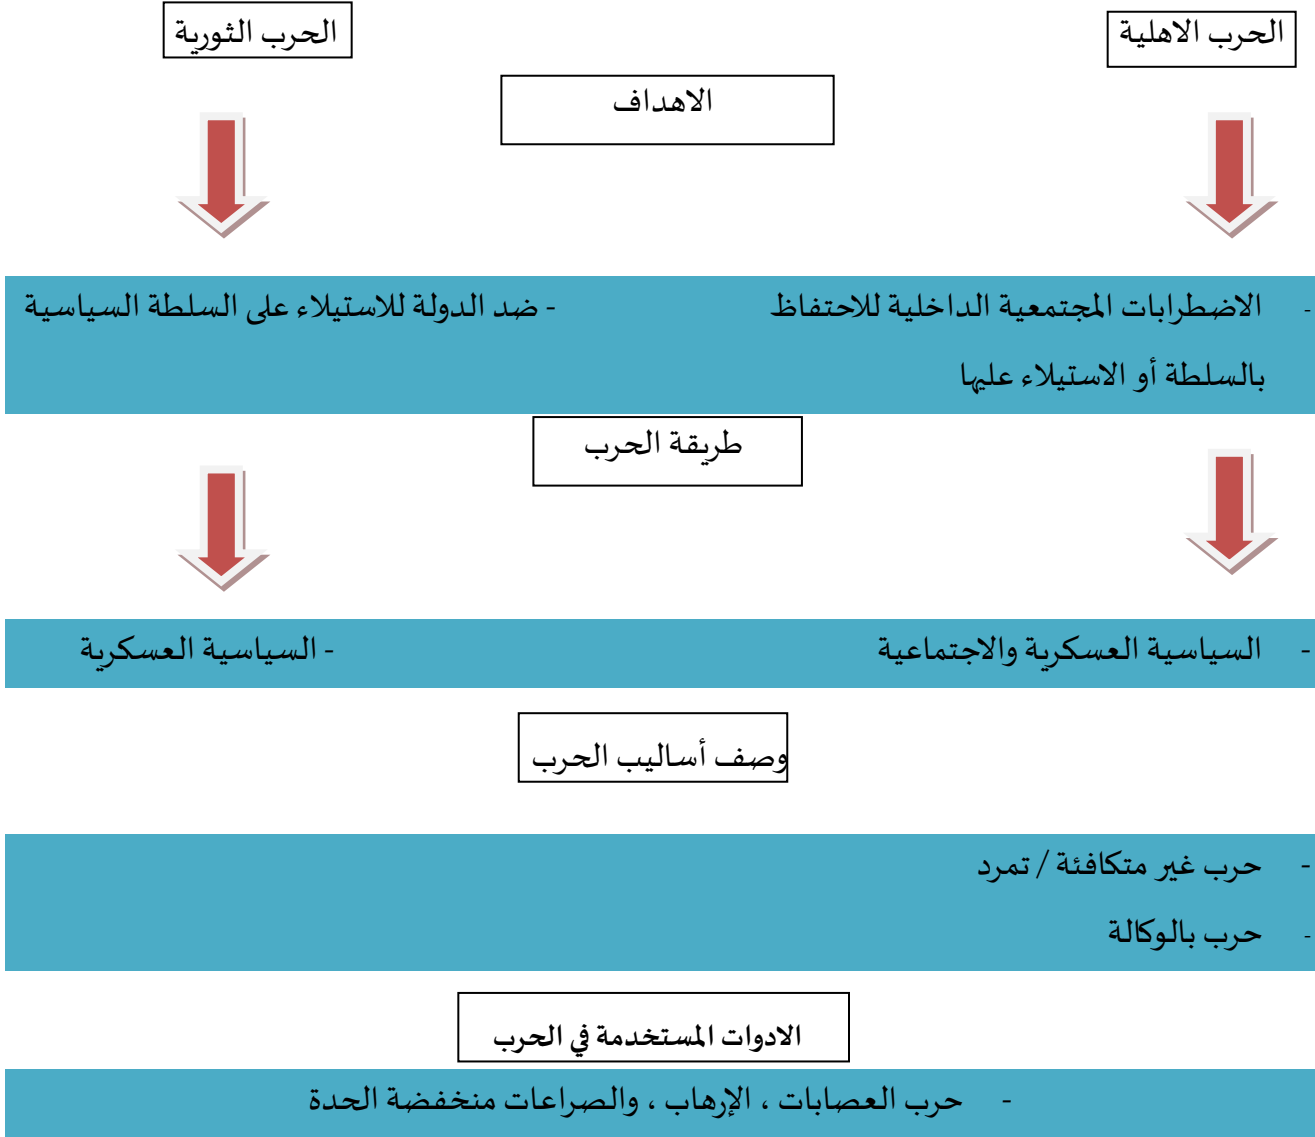 الحرب الاهلية
الحرب الثورية
الاهداف
- الاضطرابات المجتمعية الداخلية للاحتفاظ
بالسلطة أو الاستيلاء عليها
- ضد الدولة للاستيلاء على السلطة السياسية
طريقة الحرب
- السياسية العسكرية والاجتماعية
- السياسية العسكرية
وصف أساليب الحرب
- حرب غير متكافئة / تمرد
- حرب بالوكالة
الادوات المستخدمة في الحرب
- حرب العصابات ، الإرهاب ، والصراعات منخفضة الحدة